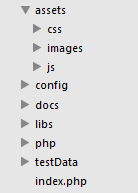 assets
css
images
js
config
docs
libs
php
testData
index.php